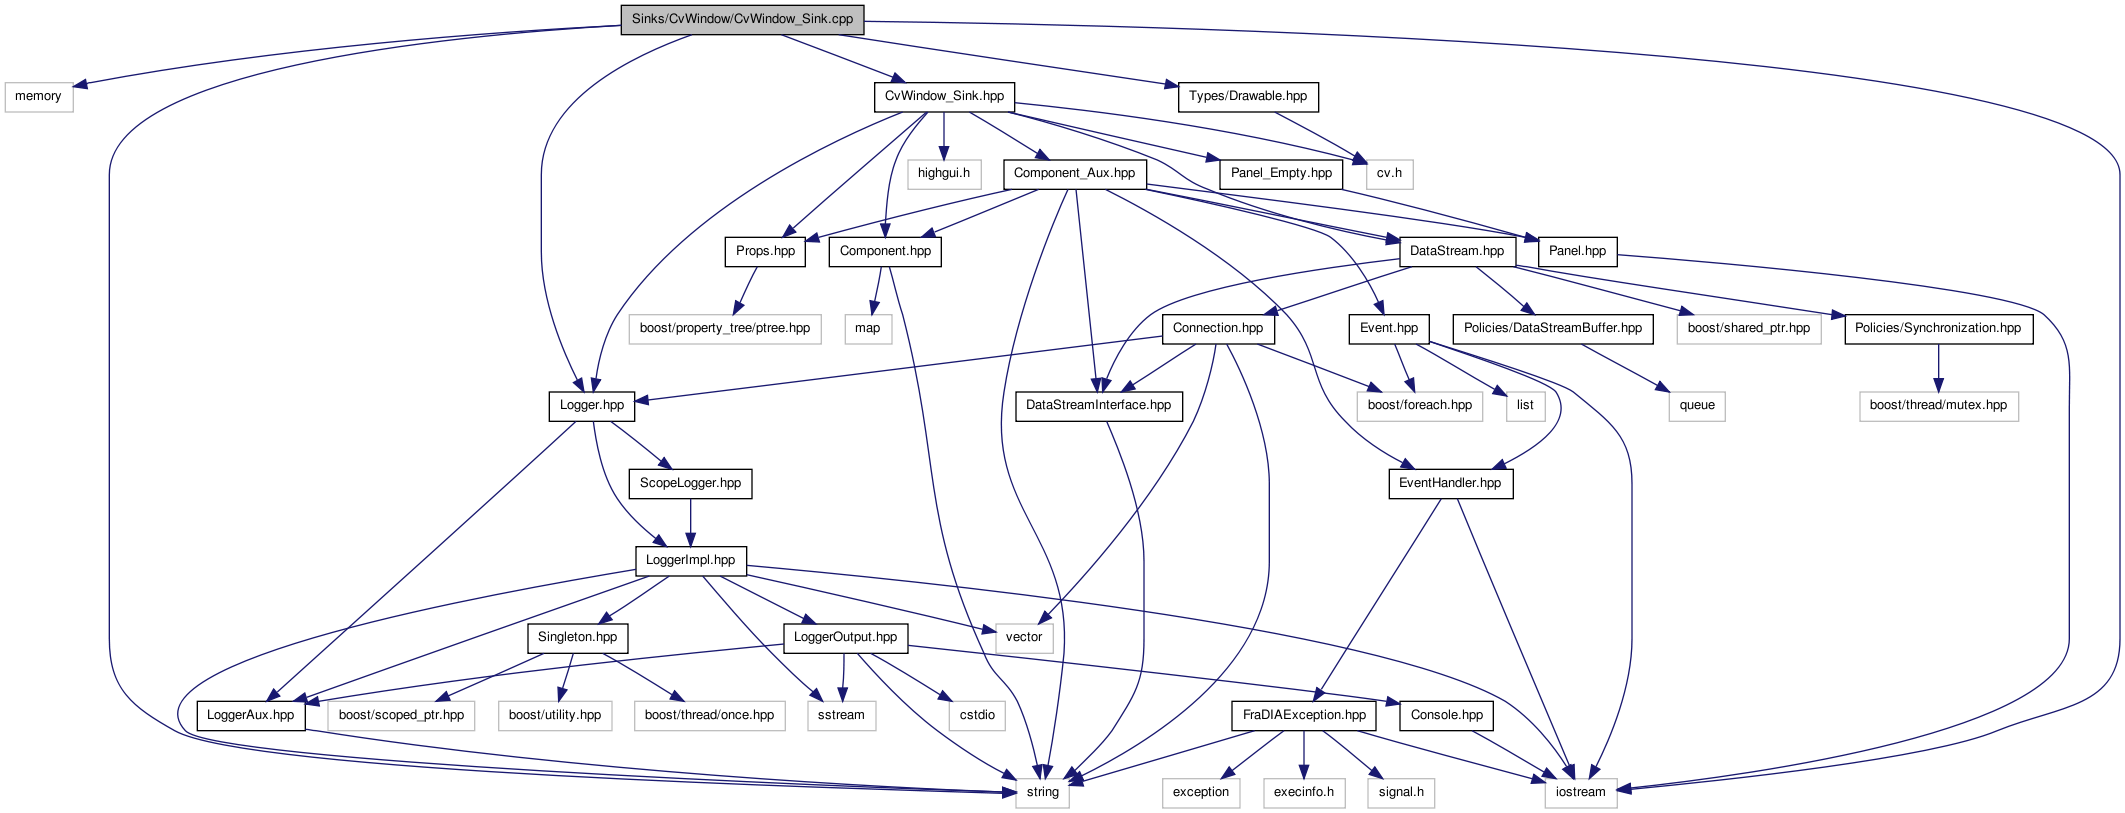 Sinks/CvWindow/CvWindow_Sink.cpp
memory
CvWindow_Sink.hpp
Types/Drawable.hpp
highgui.h
Component_Aux.hpp
Panel_Empty.hpp
cv.h
Props.hpp
Component.hpp
DataStream.hpp
Panel.hpp
boost/property_tree/ptree.hpp
map
Connection.hpp
Event.hpp
Policies/DataStreamBuffer.hpp
boost/shared_ptr.hpp
Policies/Synchronization.hpp
Logger.hpp
DataStreamInterface.hpp
boost/foreach.hpp
list
queue
boost/thread/mutex.hpp
ScopeLogger.hpp
EventHandler.hpp
LoggerImpl.hpp
Singleton.hpp
LoggerOutput.hpp
vector
LoggerAux.hpp
boost/scoped_ptr.hpp
boost/utility.hpp
boost/thread/once.hpp
sstream
cstdio
FraDIAException.hpp
Console.hpp
string
exception
execinfo.h
signal.h
iostream